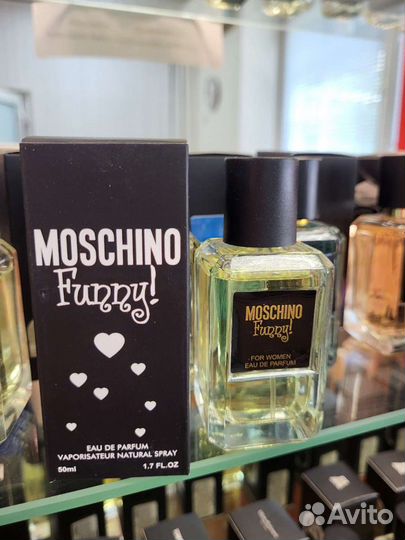 MOSCHINO
Funny!
EAU DE PARFUM
VAPORISATEUR NATURAL SPRAY
50ml 1.7 FL.OZ
MOSCHINO
Funny!
FOR WOMEN
EAU DE PARFUM
Avito